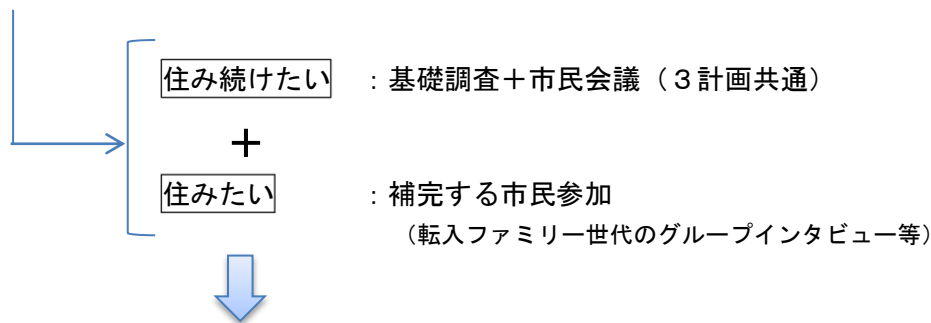 住み続けたい ：基礎調査＋市民会議（３計画共通）
＋
住みたい ：補完する市民参加
（転入ファミリー世代のグループインタビュー等）